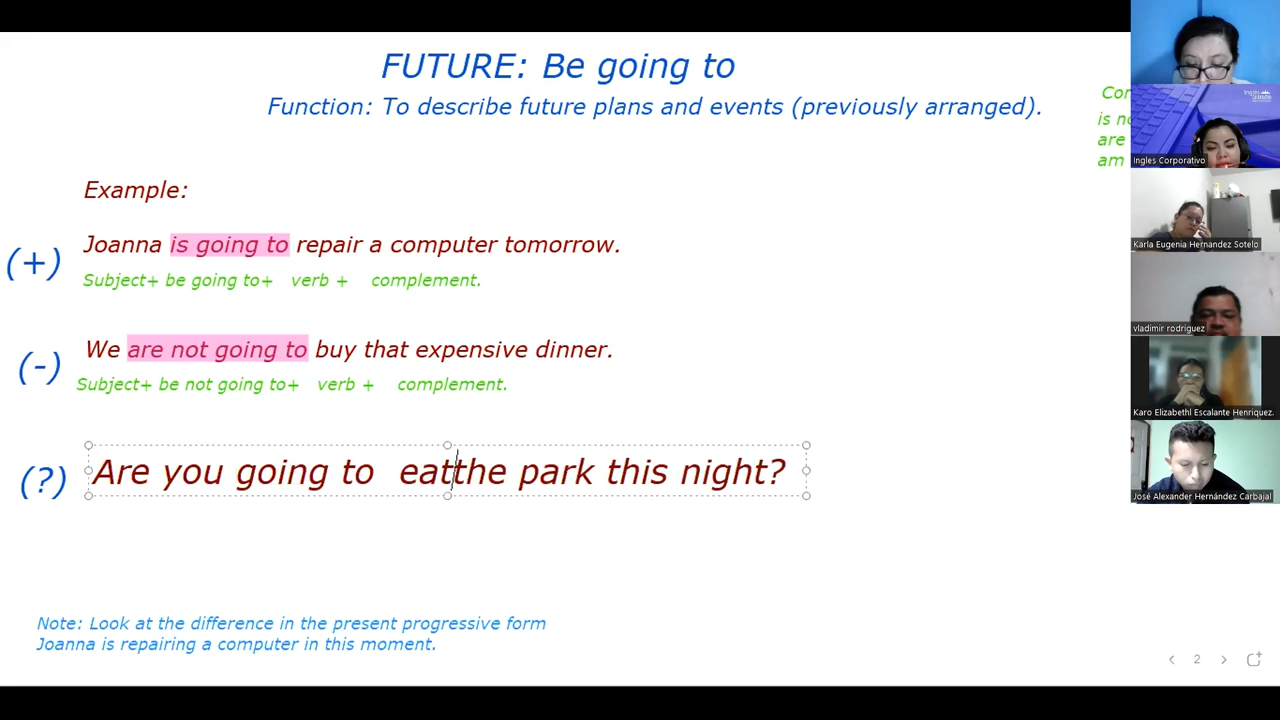 FUTURE: Be going to
Function: To describe future plans and events (previously arranged).
is no
are
am
Ingles Corporativo
Example:
Karla Eugenia Hernandez Sotelo
(+) Joanna is going to repair a computer tomorrow.
Subject+ be going to+ verb + complement.
vladimir rodriguez
(-) We are not going to buy that expensive dinner.
Subject+ be not going to+ verb + complement.
Karo Elizabethl Escalante Henriquez.
(?) Are you going to eatthe park this night?
José Alexander Hernández Carbajal
Note: Look at the difference in the present progressive form
Joanna is repairing a computer in this moment.
2